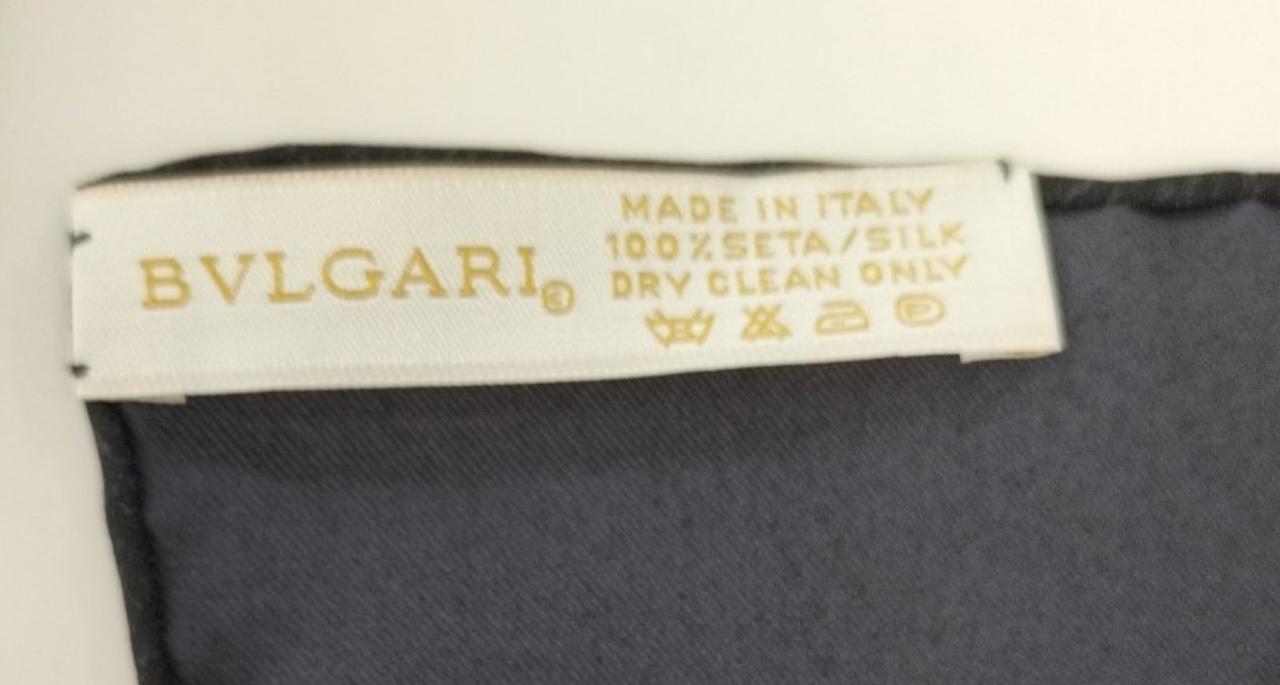 BVLGARI©
MADE IN ITALY
100% SETA/SILK
DRY CLEAN ONLY
P